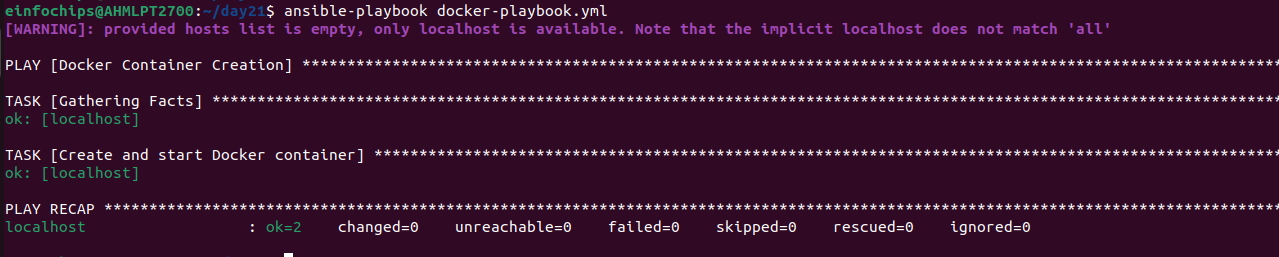 einfochips@AHMLPT2700:~/day21$ ansible-playbook docker-playbook.yml
[WARNING]: provided hosts list is empty, only localhost is available. Note that the implicit localhost does not match 'all'
PLAY [Docker Container Creation] **********************************************************************************************************************************
TASK [Gathering Facts] **********************************************************************************************************************************************
ok: [localhost]
TASK [Create and start Docker container] ****************************************************************************************************************************
ok: [localhost]
PLAY RECAP **********************************************************************************************************************************************************
localhost                  : ok=2    changed=0    unreachable=0    failed=0    skipped=0    rescued=0    ignored=0